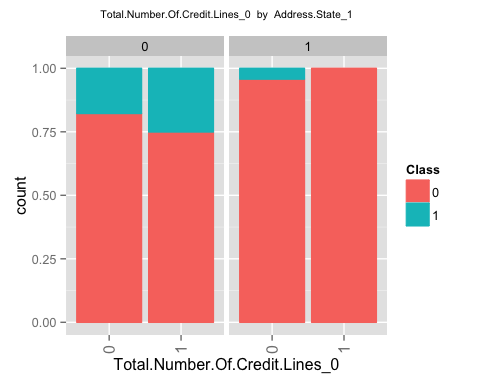 Total.Number.Of.Credit.Lines_0 by Address.State_1
0 1
1.00
0.75
0.50
0.25
0.00
count
0 1 0 1
Total.Number.Of.Credit.Lines_0
Class
0
1